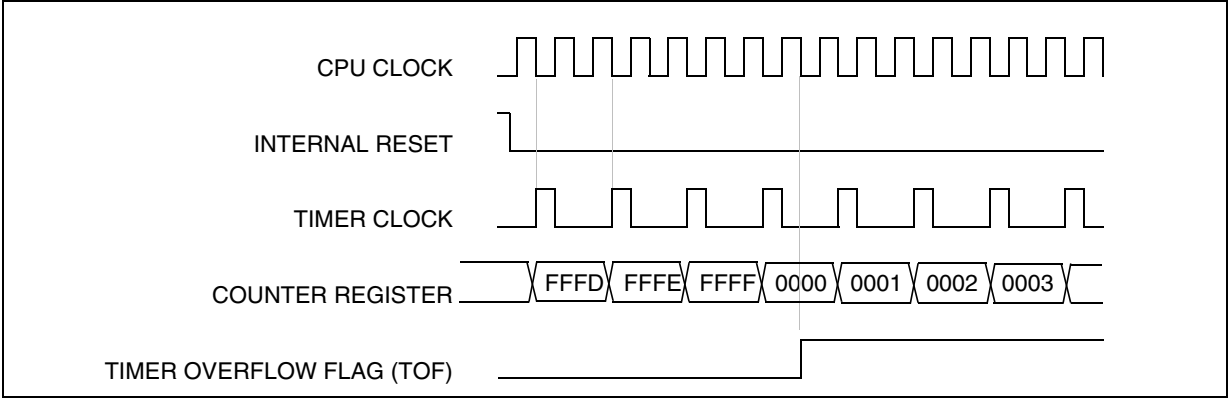 CPU CLOCK
INTERNAL RESET
TIMER CLOCK
COUNTER REGISTER FFFD FFFE FFFF 0000 0001 0002 0003
TIMER OVERFLOW FLAG (TOF)